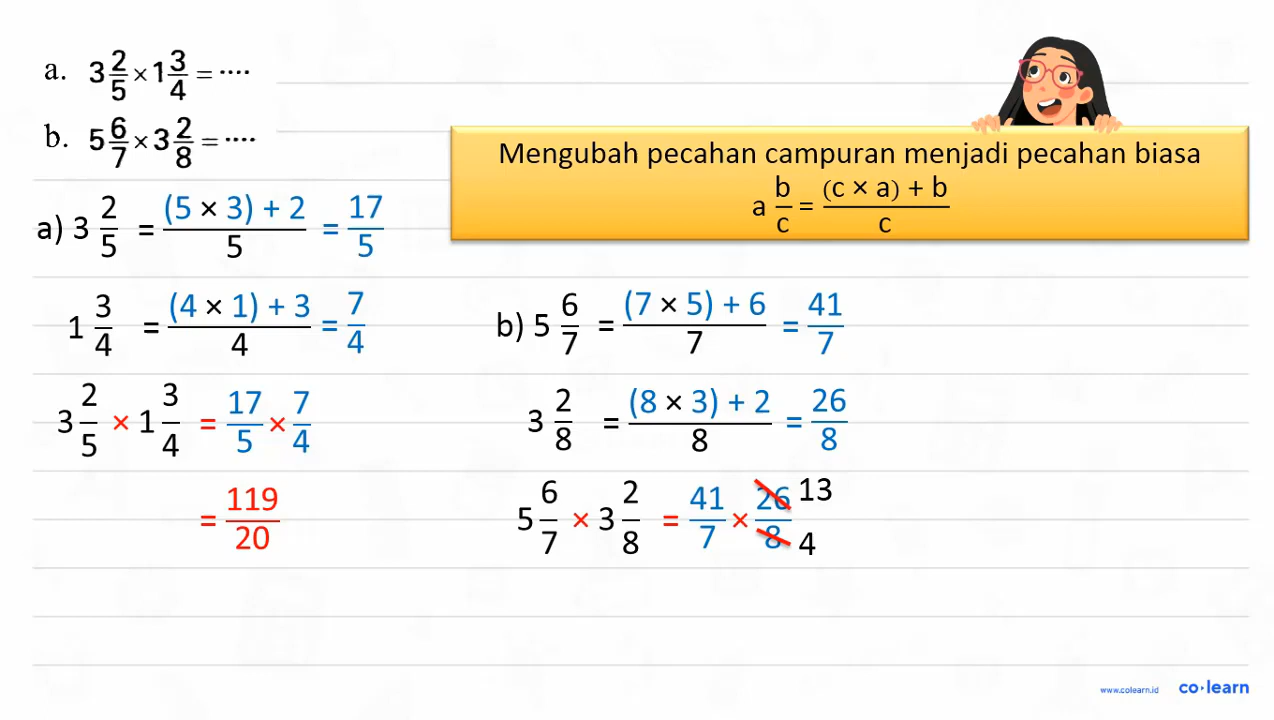 a. 3 2/5 × 1 3/4 = ....
b. 5 6/7 × 3 2/8 = ....
Mengubah pecahan campuran menjadi pecahan biasa
a b/c = ((c × a) + b)/c
a) 3 2/5 = ((5 × 3) + 2)/5 = 17/5
1 3/4 = ((4 × 1) + 3)/4 = 7/4
3 2/5 × 1 3/4 = 17/5 × 7/4
= 119/20
b) 5 6/7 = ((7 × 5) + 6)/7 = 41/7
3 2/8 = ((8 × 3) + 2)/8 = 26/8
5 6/7 × 3 2/8 = 41/7 × 26/8 13 4
www.colearn.id co·learn